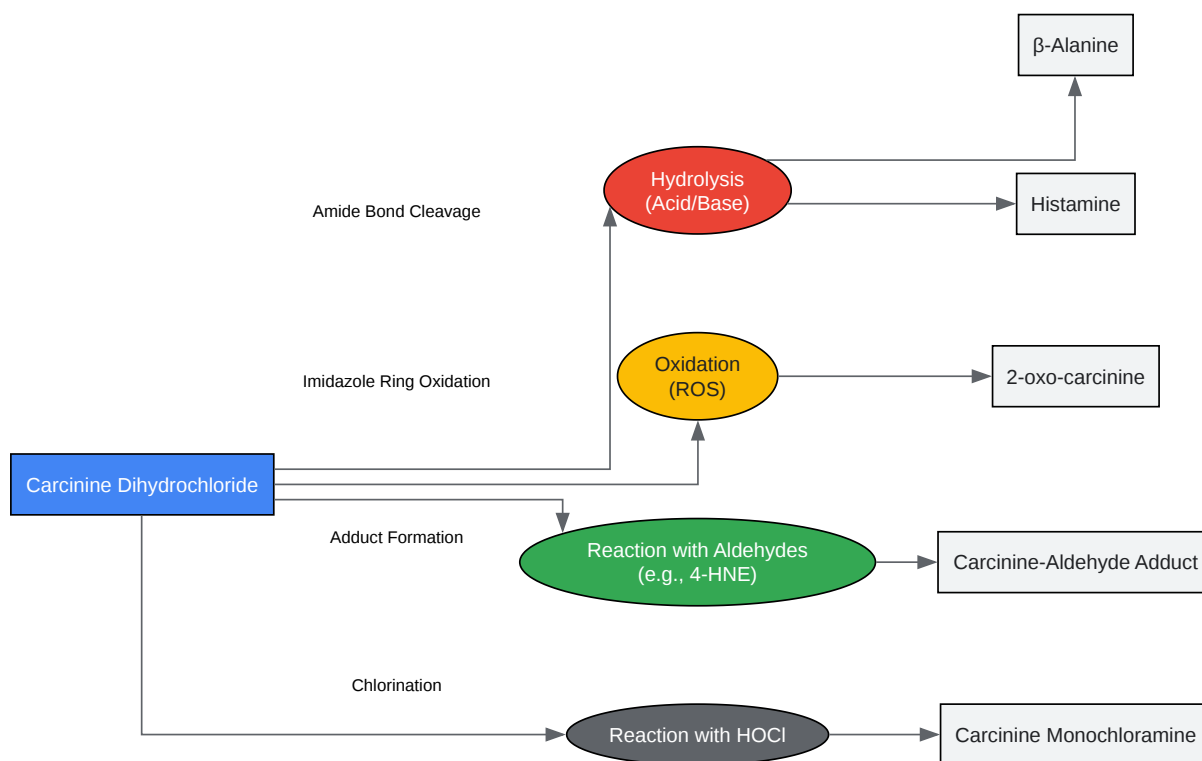 β-Alanine
Hydrolysis
(Acid/Base)
Histamine
Amide Bond Cleavage
Oxidation
(ROS)
2-oxo-carcinine
Imidazole Ring Oxidation
Carcinine Dihydrochloride
Adduct Formation
Reaction with Aldehydes
(e.g., 4-HNE)
Carcinine-Aldehyde Adduct
Chlorination
Reaction with HOCl
Carcinine Monochloramine